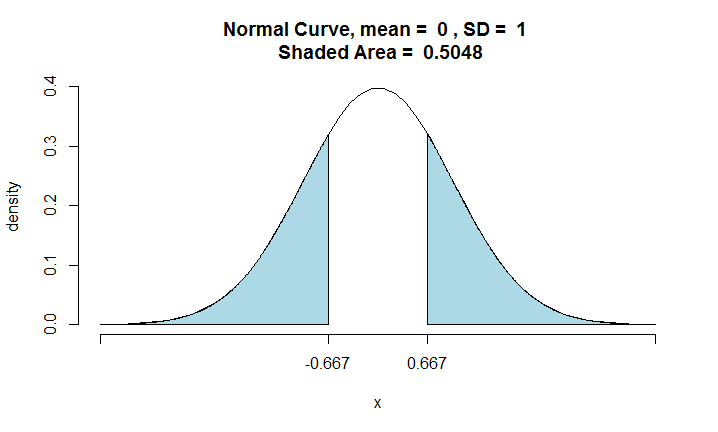 Normal Curve, mean = 0 , SD = 1
Shaded Area = 0.5048
density
0.4
0.3
0.2
0.1
0.0
-0.667 0.667
x